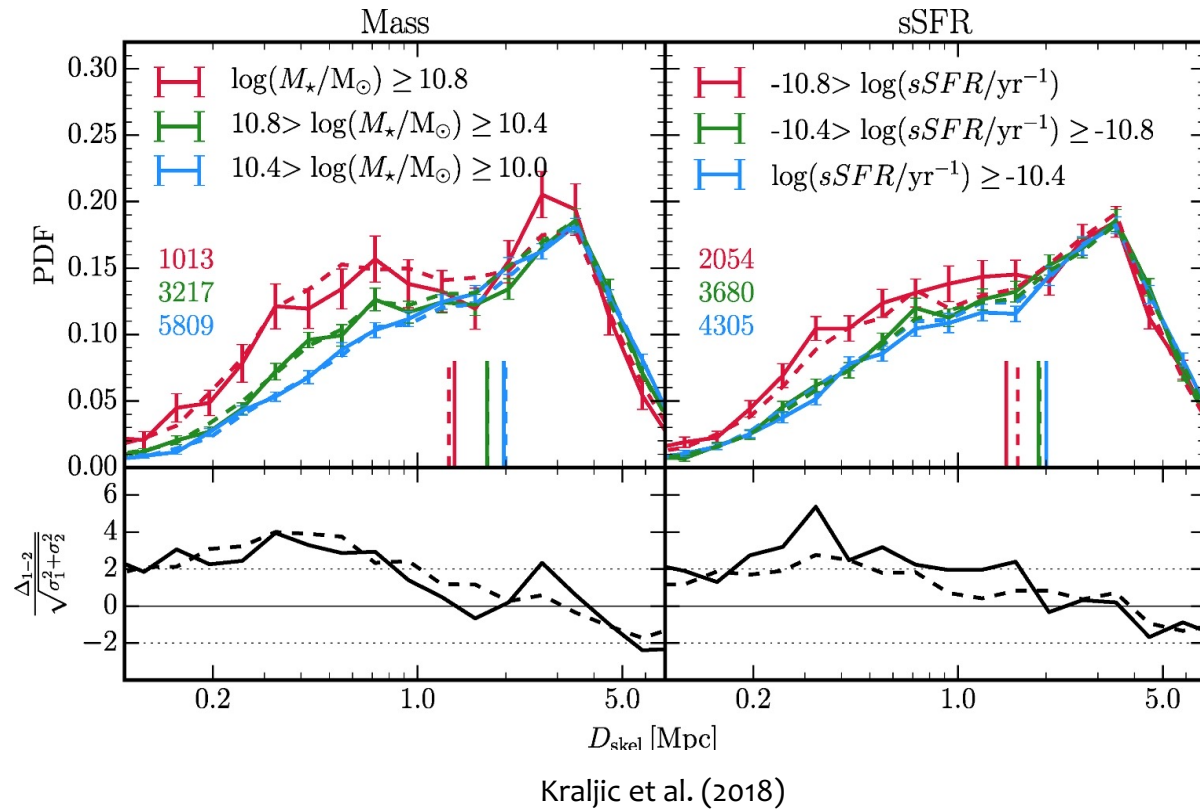 Mass
sSFR
0.30
0.25
0.20
0.15
0.10
0.05
0.00
PDF
log(M⋆/M⊙) ≥ 10.8
10.8> log(M⋆/M⊙) ≥ 10.4
10.4> log(M⋆/M⊙) ≥ 10.0
1013
3217
5809
-10.8> log(sSFR/yr⁻¹)
-10.4> log(sSFR/yr⁻¹) ≥ -10.8
log(sSFR/yr⁻¹) ≥ -10.4
2054
3680
4305
6
4
2
0
−2
Δ₁₋₂/√σ₁²+σ₂²
0.2 1.0 5.0
0.2 1.0 5.0
D_skel [Mpc]
Kraljic et al. (2018)